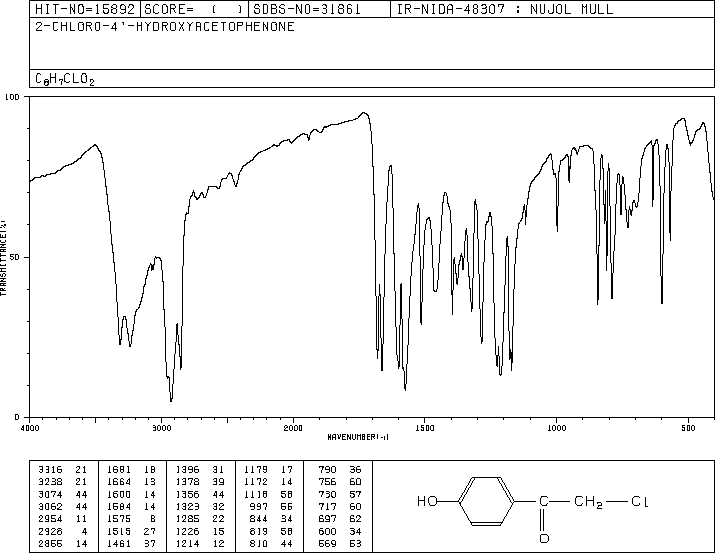 HIT-NO=15892 SCORE= ( ) SDBS-NO=31861 IR-NIDA-48307 : NUJOL MULL
2-CHLORO-4'-HYDROXYACETOPHENONE
C8H7CLO2
100
50
0
TRANSMITTANCE(%)
4000 3000 2000 1500 1000 500
WAVENUMBER(-1)
3316 21 1681 18 1396 31 1179 17 790 36
3238 21 1664 13 1378 39 1172 14 756 60
3074 44 1600 14 1356 44 1118 58 730 57
3062 44 1584 14 1323 32 997 55 717 60
2954 11 1575 8 1285 22 844 34 697 62
2926 4 1515 27 1226 15 819 58 600 34
2855 14 1461 37 1214 12 810 44 569 53
HO C CH2 Cl
O